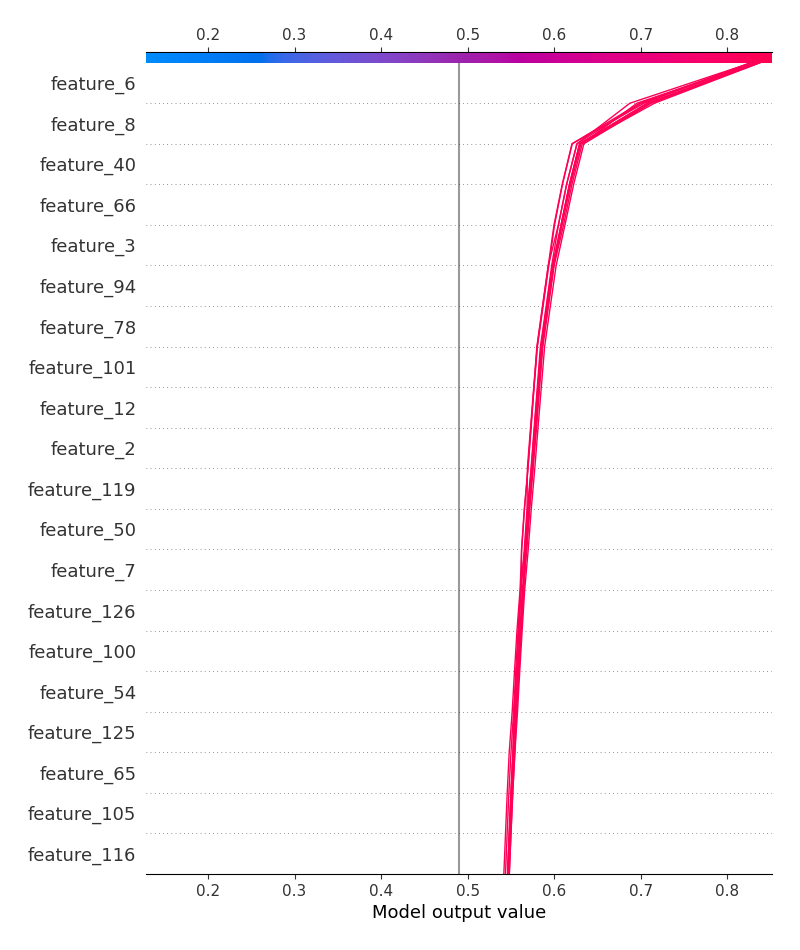 0.2 0.3 0.4 0.5 0.6 0.7 0.8
feature_6
feature_8
feature_40
feature_66
feature_3
feature_94
feature_78
feature_101
feature_12
feature_2
feature_119
feature_50
feature_7
feature_126
feature_100
feature_54
feature_125
feature_65
feature_105
feature_116
0.2 0.3 0.4 0.5 0.6 0.7 0.8
Model output value